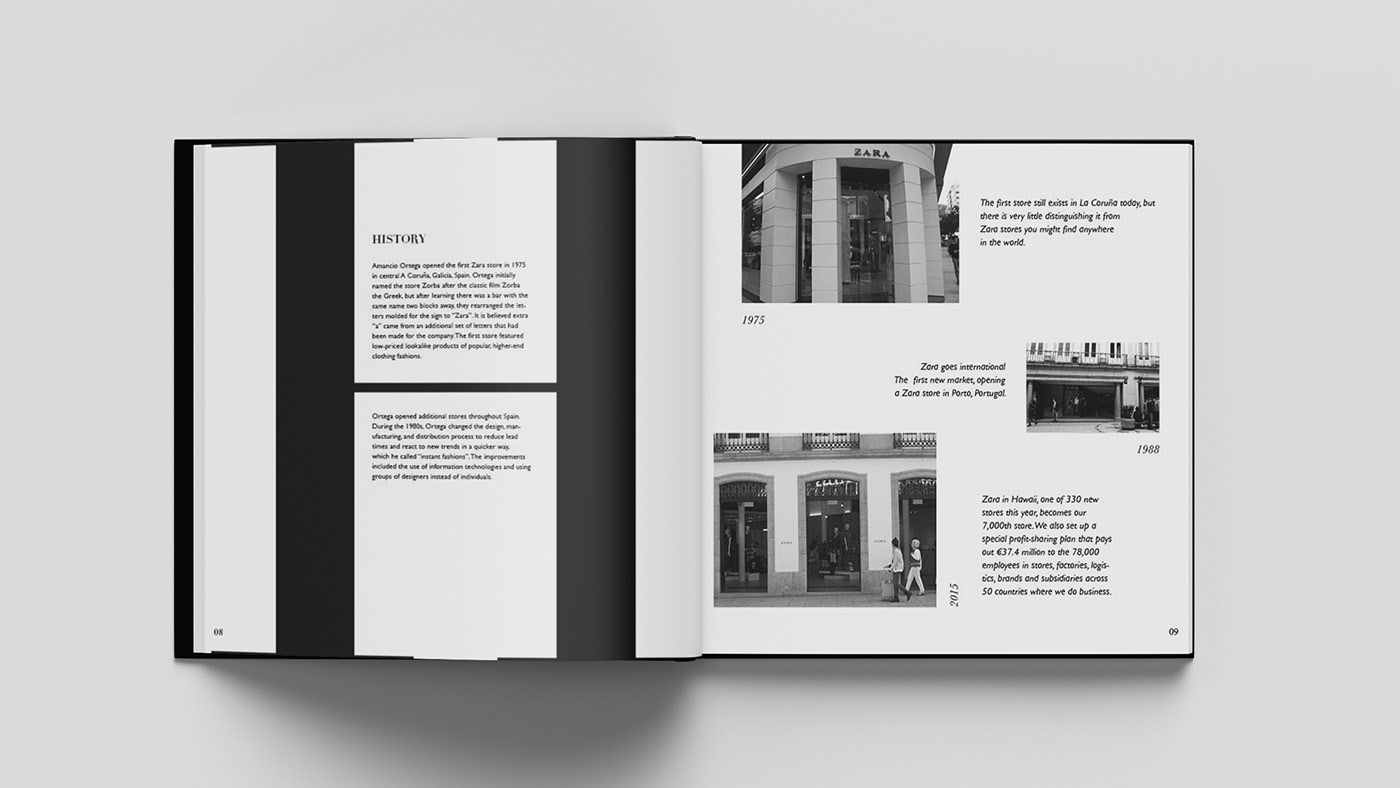 HISTORY
Amancio Ortega opened the first Zara store in 1975
in central A Coruña, Galicia, Spain. Ortega initially
named the store Zorba after the classic film Zorba
the Greek, but after learning there was a bar with the
same name two blocks away, they rearranged the let-
ters molded for the sign to “Zara”. It is believed extra
“a” came from an additional set of letters that had
been made for the company. The first store featured
low-priced lookalike products of popular, higher-end
clothing fashions.
Ortega opened additional stores throughout Spain.
During the 1980s, Ortega changed the design, man-
ufacturing, and distribution process to reduce lead
times and react to new trends in a quicker way,
which he called “instant fashions”. The improvements
included the use of information technologies and using
groups of designers instead of individuals.
08
ZARA
The first store still exists in La Coruña today, but
there is very little distinguishing it from
Zara stores you might find anywhere
in the world.
1975
Zara goes international
The first new market, opening
a Zara store in Porto, Portugal.
1988
ZARA
ZARA
Zara in Hawaii, one of 330 new
stores this year, becomes our
7,000th store. We also set up a
special profit-sharing plan that pays
out €37.4 million to the 78,000
employees in stores, factories, logis-
tics, brands and subsidiaries across
50 countries where we do business.
2015
09